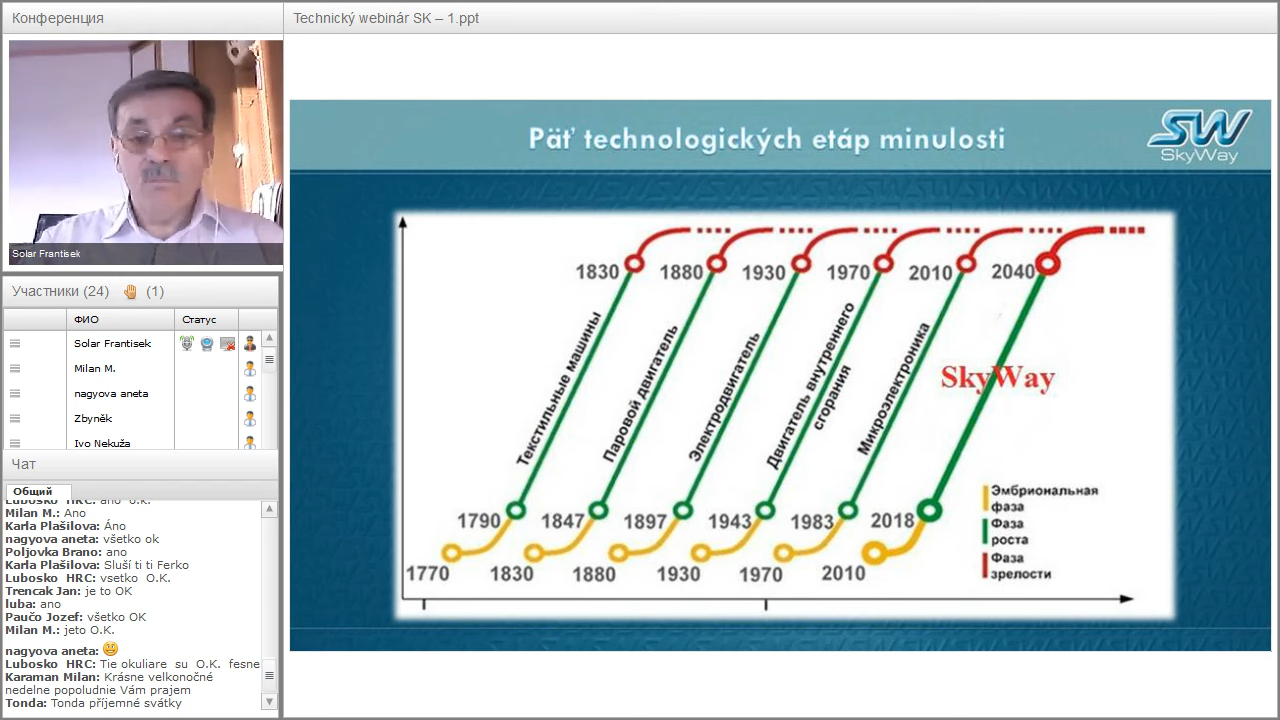 Конференция
Technický webinár SK – 1.ppt
Solar Frantisek
Участники (24) (1)
ФИО
Статус
Solar Frantisek
Milan M.
nagyova aneta
Zbyněk
Ivo Nekuža
Чат
Общий
Lubosko HRC: ano o.k.
Milan M.: Ano
Karla Plašilova: Áno
nagyova aneta: všetko ok
Poljovka Brano: ano
Karla Plašilova: Sluší ti ti Ferko
Lubosko HRC: vsetko O.K.
Trencak Jan: je to OK
luba: ano
Paučo Jozef: všetko OK
Milan M.: jeto O.K.
nagyova aneta:
Lubosko HRC: Tie okuliare su O.K. fesne
Karaman Milan: Krásne velkonočné
nedelne popoludnie Vám prajem
Tonda: Tonda příjemné svátky
Päť technologických etáp minulosti
SW
SkyWay
1830
1880
1930
1970
2010
2040
Текстильные машины
Паровой двигатель
Электродвигатель
Двигатель внутреннего
сгорания
Микроэлектроника
SkyWay
1790
1847
1897
1943
1983
2018
1770
1830
1880
1930
1970
2010
Эмбриональная
фаза
Фаза
роста
Фаза
зрелости